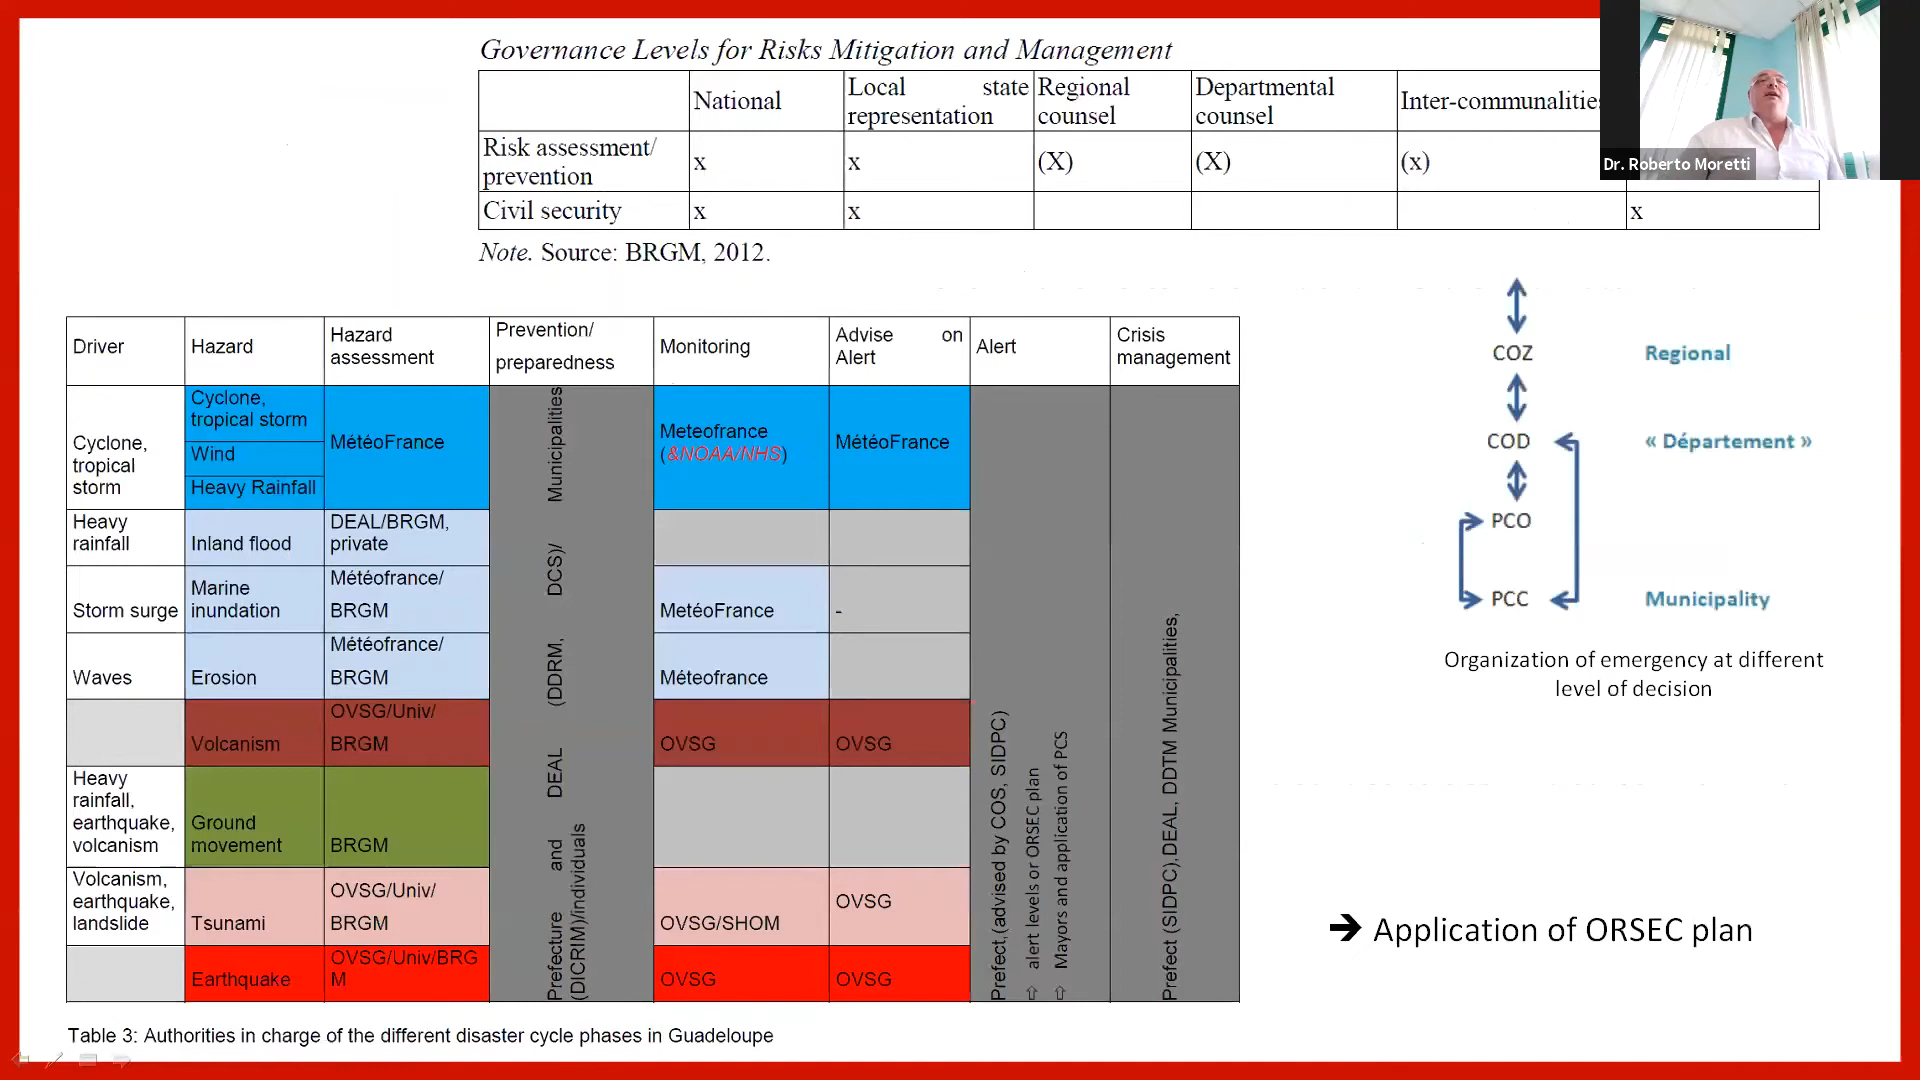 Governance Levels for Risks Mitigation and Management
National
Local state
representation
Regional
counsel
Departmental
counsel
Inter-communalitie
Risk assessment/
prevention
x
x
(X)
(X)
(x)
Civil security
x
x
x
Note. Source: BRGM, 2012.
Dr. Roberto Moretti
Driver
Hazard
Hazard
assessment
Prevention/
preparedness
Monitoring
Advise on
Alert
Alert
Crisis
management
Cyclone,
tropical
storm
Cyclone,
tropical storm
Wind
Heavy Rainfall
MétéoFrance
Meteofrance
(&NOAA/NHS)
MétéoFrance
Heavy
rainfall
Inland flood
DEAL/BRGM,
private
Storm surge
Marine
inundation
Météofrance/
BRGM
MetéoFrance
-
Waves
Erosion
Météofrance/
BRGM
Méteofrance
Volcanism
OVSG/Univ/
BRGM
OVSG
OVSG
Heavy
rainfall,
earthquake,
volcanism
Ground
movement
BRGM
Volcanism,
earthquake,
landslide
Tsunami
OVSG/Univ/
BRGM
OVSG/SHOM
OVSG
Earthquake
OVSG/Univ/BRG
M
OVSG
OVSG
Prefecture and DEAL (DDRM, DCS)/ Municipalities
(DICRIM)/individuals
Prefect,(advised by COS, SIDPC)
⇨ alert levels or ORSEC plan
⇨ Mayors and application of PCS
Prefect (SIDPC),DEAL, DDTM Municipalities,
Table 3: Authorities in charge of the different disaster cycle phases in Guadeloupe
COZ
Regional
COD
« Département »
PCO
PCC
Municipality
Organization of emergency at different
level of decision
➔ Application of ORSEC plan